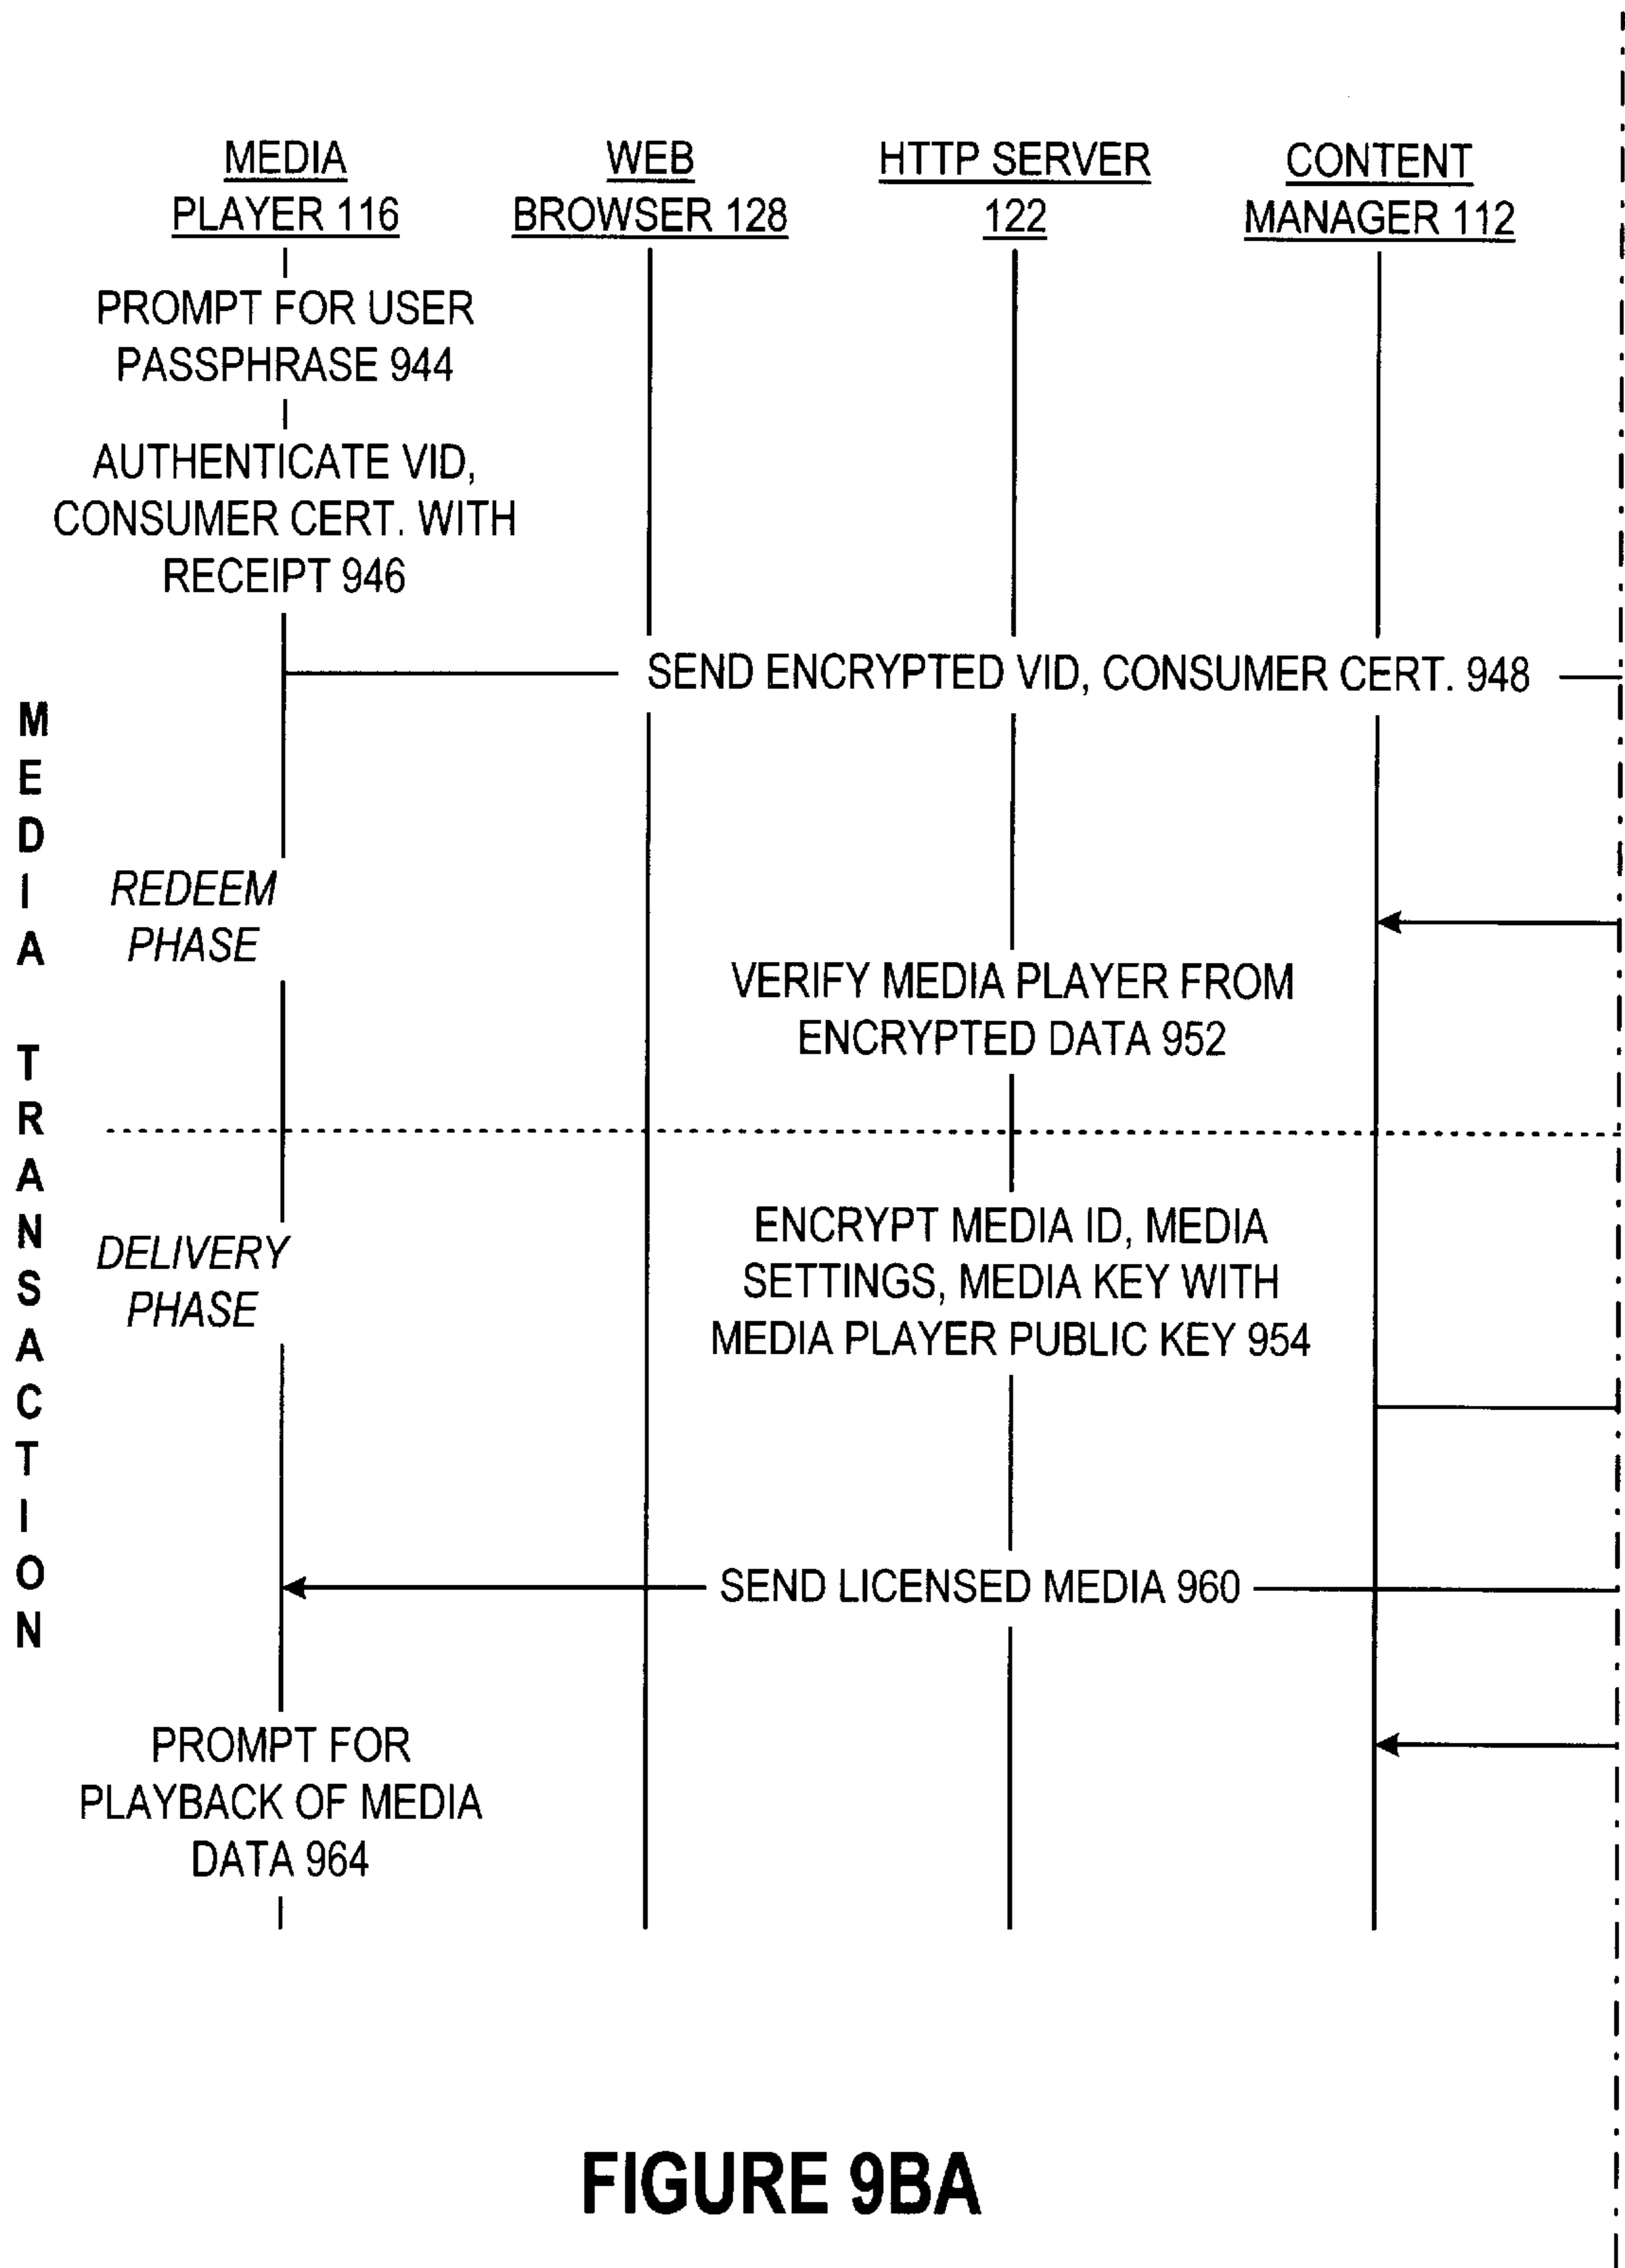 MEDIA
PLAYER 116
WEB
BROWSER 128
HTTP SERVER
122
CONTENT
MANAGER 112
PROMPT FOR USER
PASSPHRASE 944
AUTHENTICATE VID,
CONSUMER CERT. WITH
RECEIPT 946
SEND ENCRYPTED VID, CONSUMER CERT. 948
MEDIA TRANSACTION
REDEEM
PHASE
VERIFY MEDIA PLAYER FROM
ENCRYPTED DATA 952
DELIVERY
PHASE
ENCRYPT MEDIA ID, MEDIA
SETTINGS, MEDIA KEY WITH
MEDIA PLAYER PUBLIC KEY 954
SEND LICENSED MEDIA 960
PROMPT FOR
PLAYBACK OF MEDIA
DATA 964
FIGURE 9BA